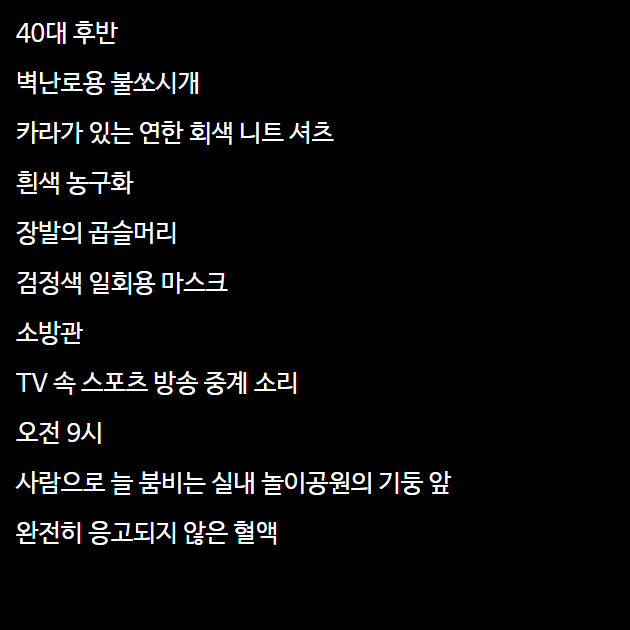 40대 후반
벽난로용 불쏘시개
카라가 있는 연한 회색 니트 셔츠
흰색 농구화
장발의 곱슬머리
검정색 일회용 마스크
소방관
TV 속 스포츠 방송 중계 소리
오전 9시
사람으로 늘 붐비는 실내 놀이공원의 기둥 앞
완전히 응고되지 않은 혈액